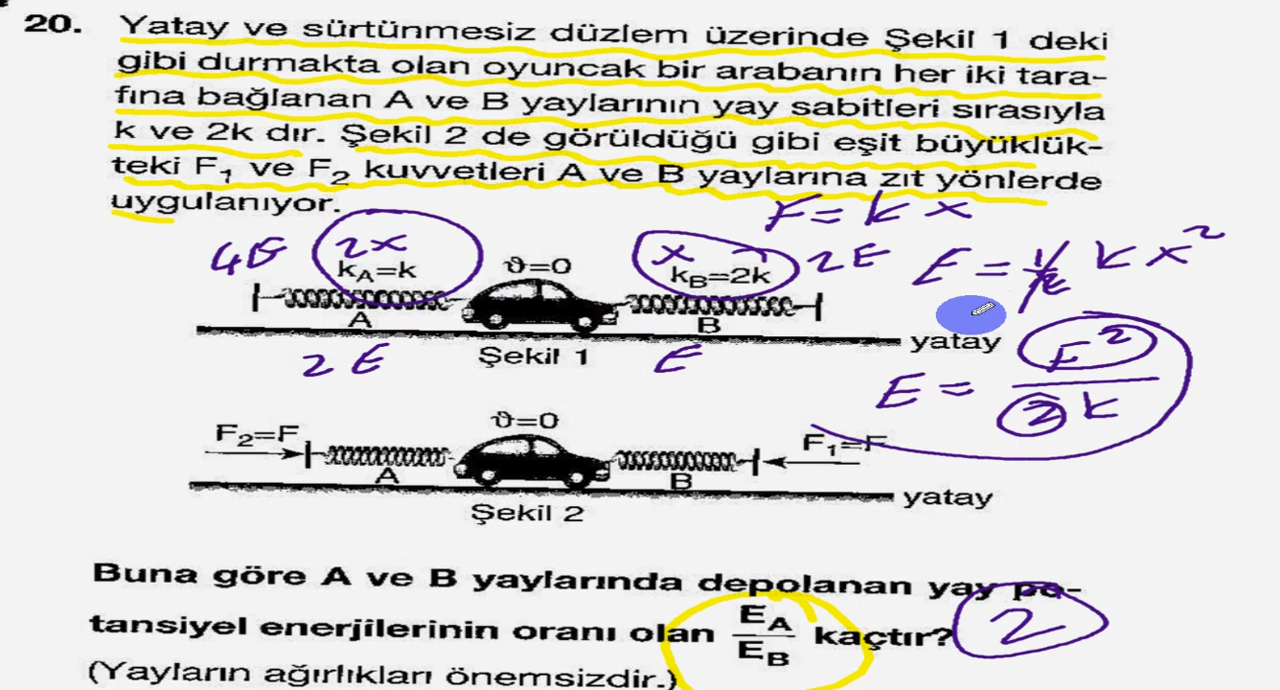 20. Yatay ve sürtünmesiz düzlem üzerinde Şekil 1 deki
gibi durmakta olan oyuncak bir arabanın her iki tara-
fına bağlanan A ve B yaylarının yay sabitleri sırasıyla
k ve 2k dır. Şekil 2 de görüldüğü gibi eşit büyüklük-
teki F₁ ve F₂ kuvvetleri A ve B yaylarına zıt yönlerde
uygulanıyor.
F = k x
4E 2x x 2E E = 1/2 k x²
k_A=k ϑ=0 k_B=2k
A B
yatay
2E Şekil 1 E
E = F² / 2k
F₂=F ϑ=0 F₁=F
A B
yatay
Şekil 2
Buna göre A ve B yaylarında depolanan yay po-
tansiyel enerjilerinin oranı olan E_A/E_B kaçtır? 2
(Yayların ağırlıkları önemsizdir.)